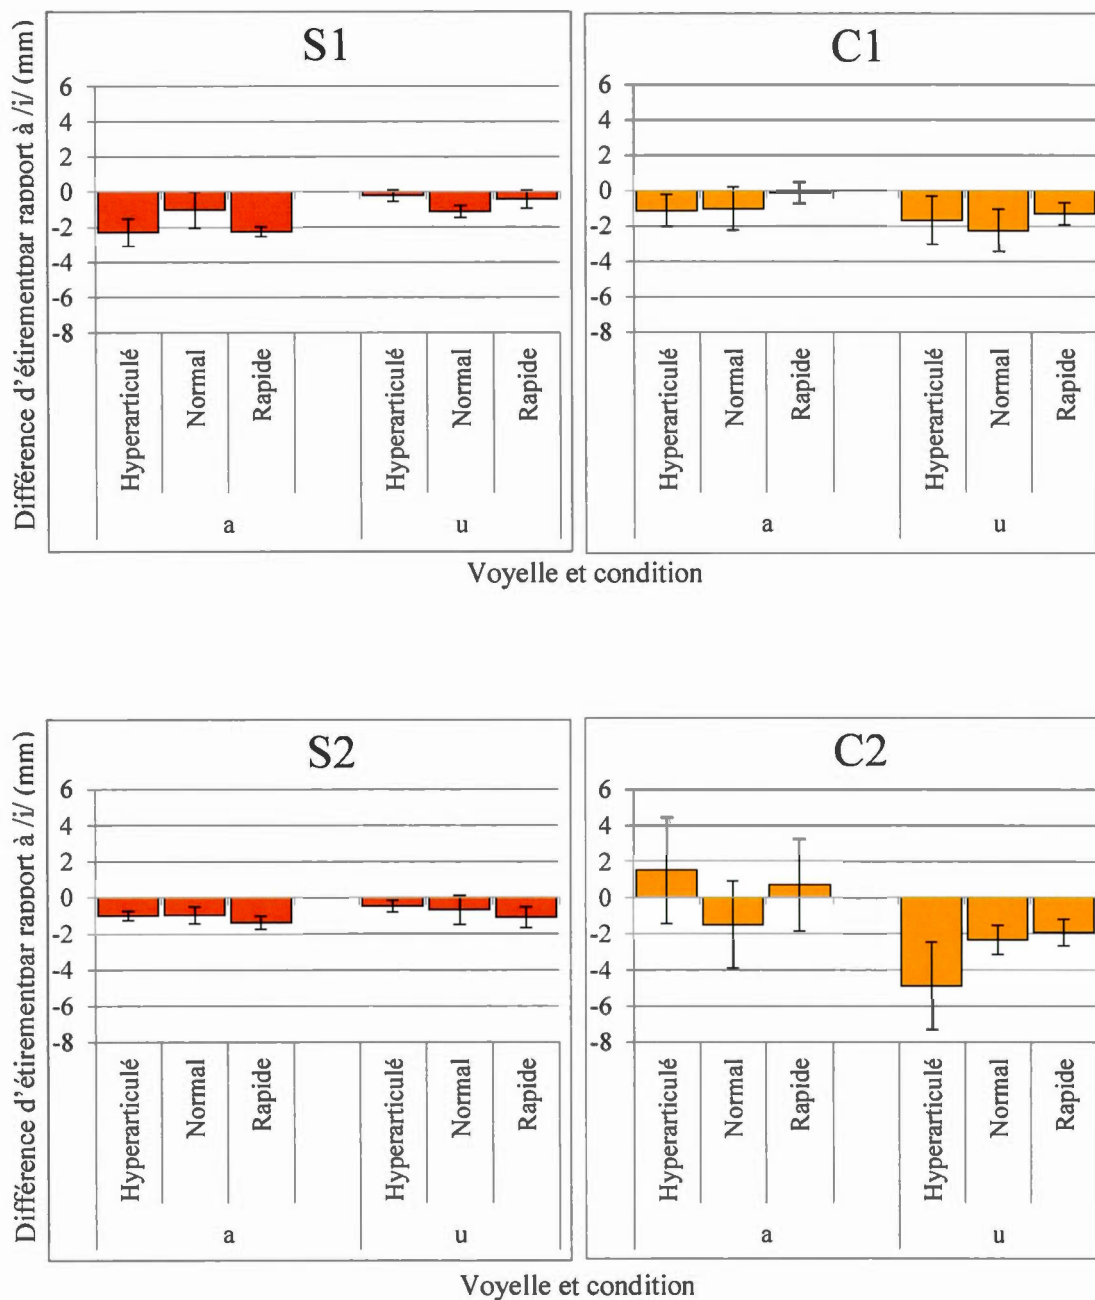 S1
Différence d'étirementpar rapport à /i/ (mm)
6
4
2
0
-2
-4
-6
-8
Hyperarticulé
Normal
Rapide
Hyperarticulé
Normal
Rapide
a
u
C1
6
4
2
0
-2
-4
-6
-8
Hyperarticulé
Normal
Rapide
Hyperarticulé
Normal
Rapide
a
u
Voyelle et condition
S2
Différence d'étirementpar rapport à /i/ (mm)
6
4
2
0
-2
-4
-6
-8
Hyperarticulé
Normal
Rapide
Hyperarticulé
Normal
Rapide
a
u
C2
6
4
2
0
-2
-4
-6
-8
Hyperarticulé
Normal
Rapide
Hyperarticulé
Normal
Rapide
a
u
Voyelle et condition